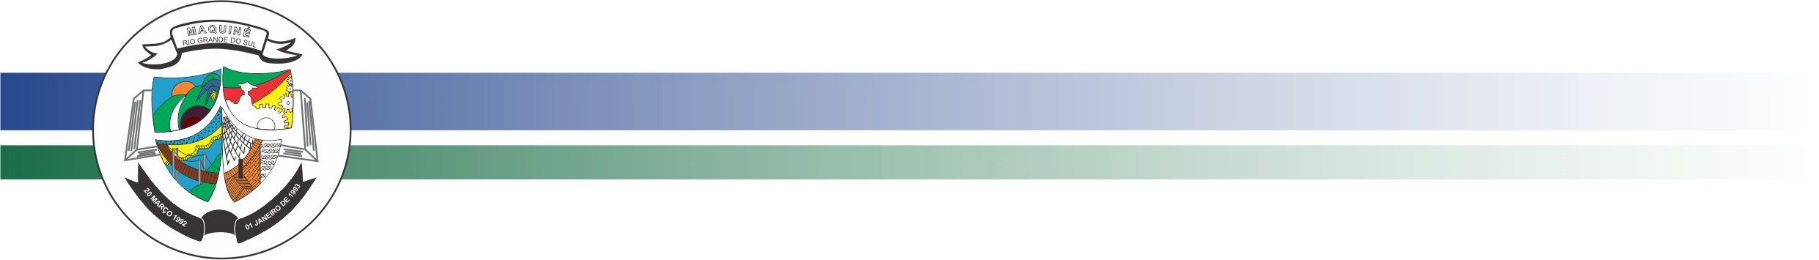 MAQUINÉ
RIO GRANDE DO SUL
20 MARÇO 1992
01 JANEIRO DE 1993